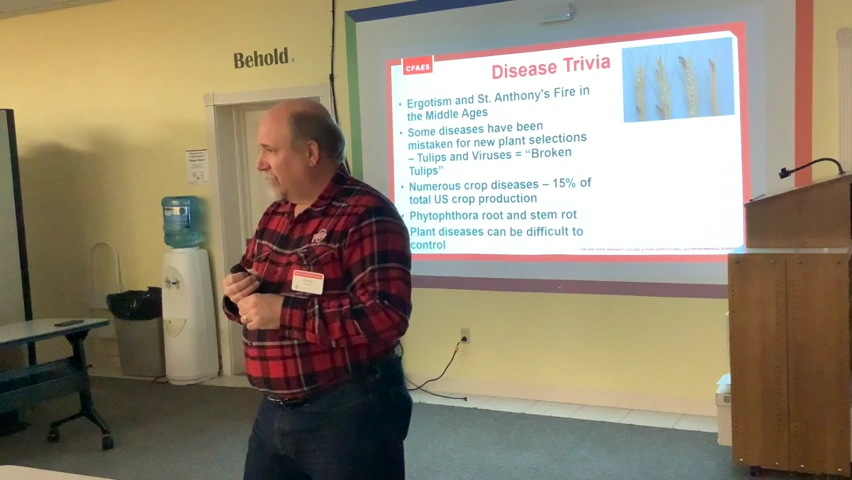 Behold.
CFAES
Disease Trivia
• Ergotism and St. Anthony's Fire in
the Middle Ages
• Some diseases have been
mistaken for new plant selections
– Tulips and Viruses = “Broken
Tulips”
• Numerous crop diseases – 15% of
total US crop production
• Phytophthora root and stem rot
Plant diseases can be difficult to
control